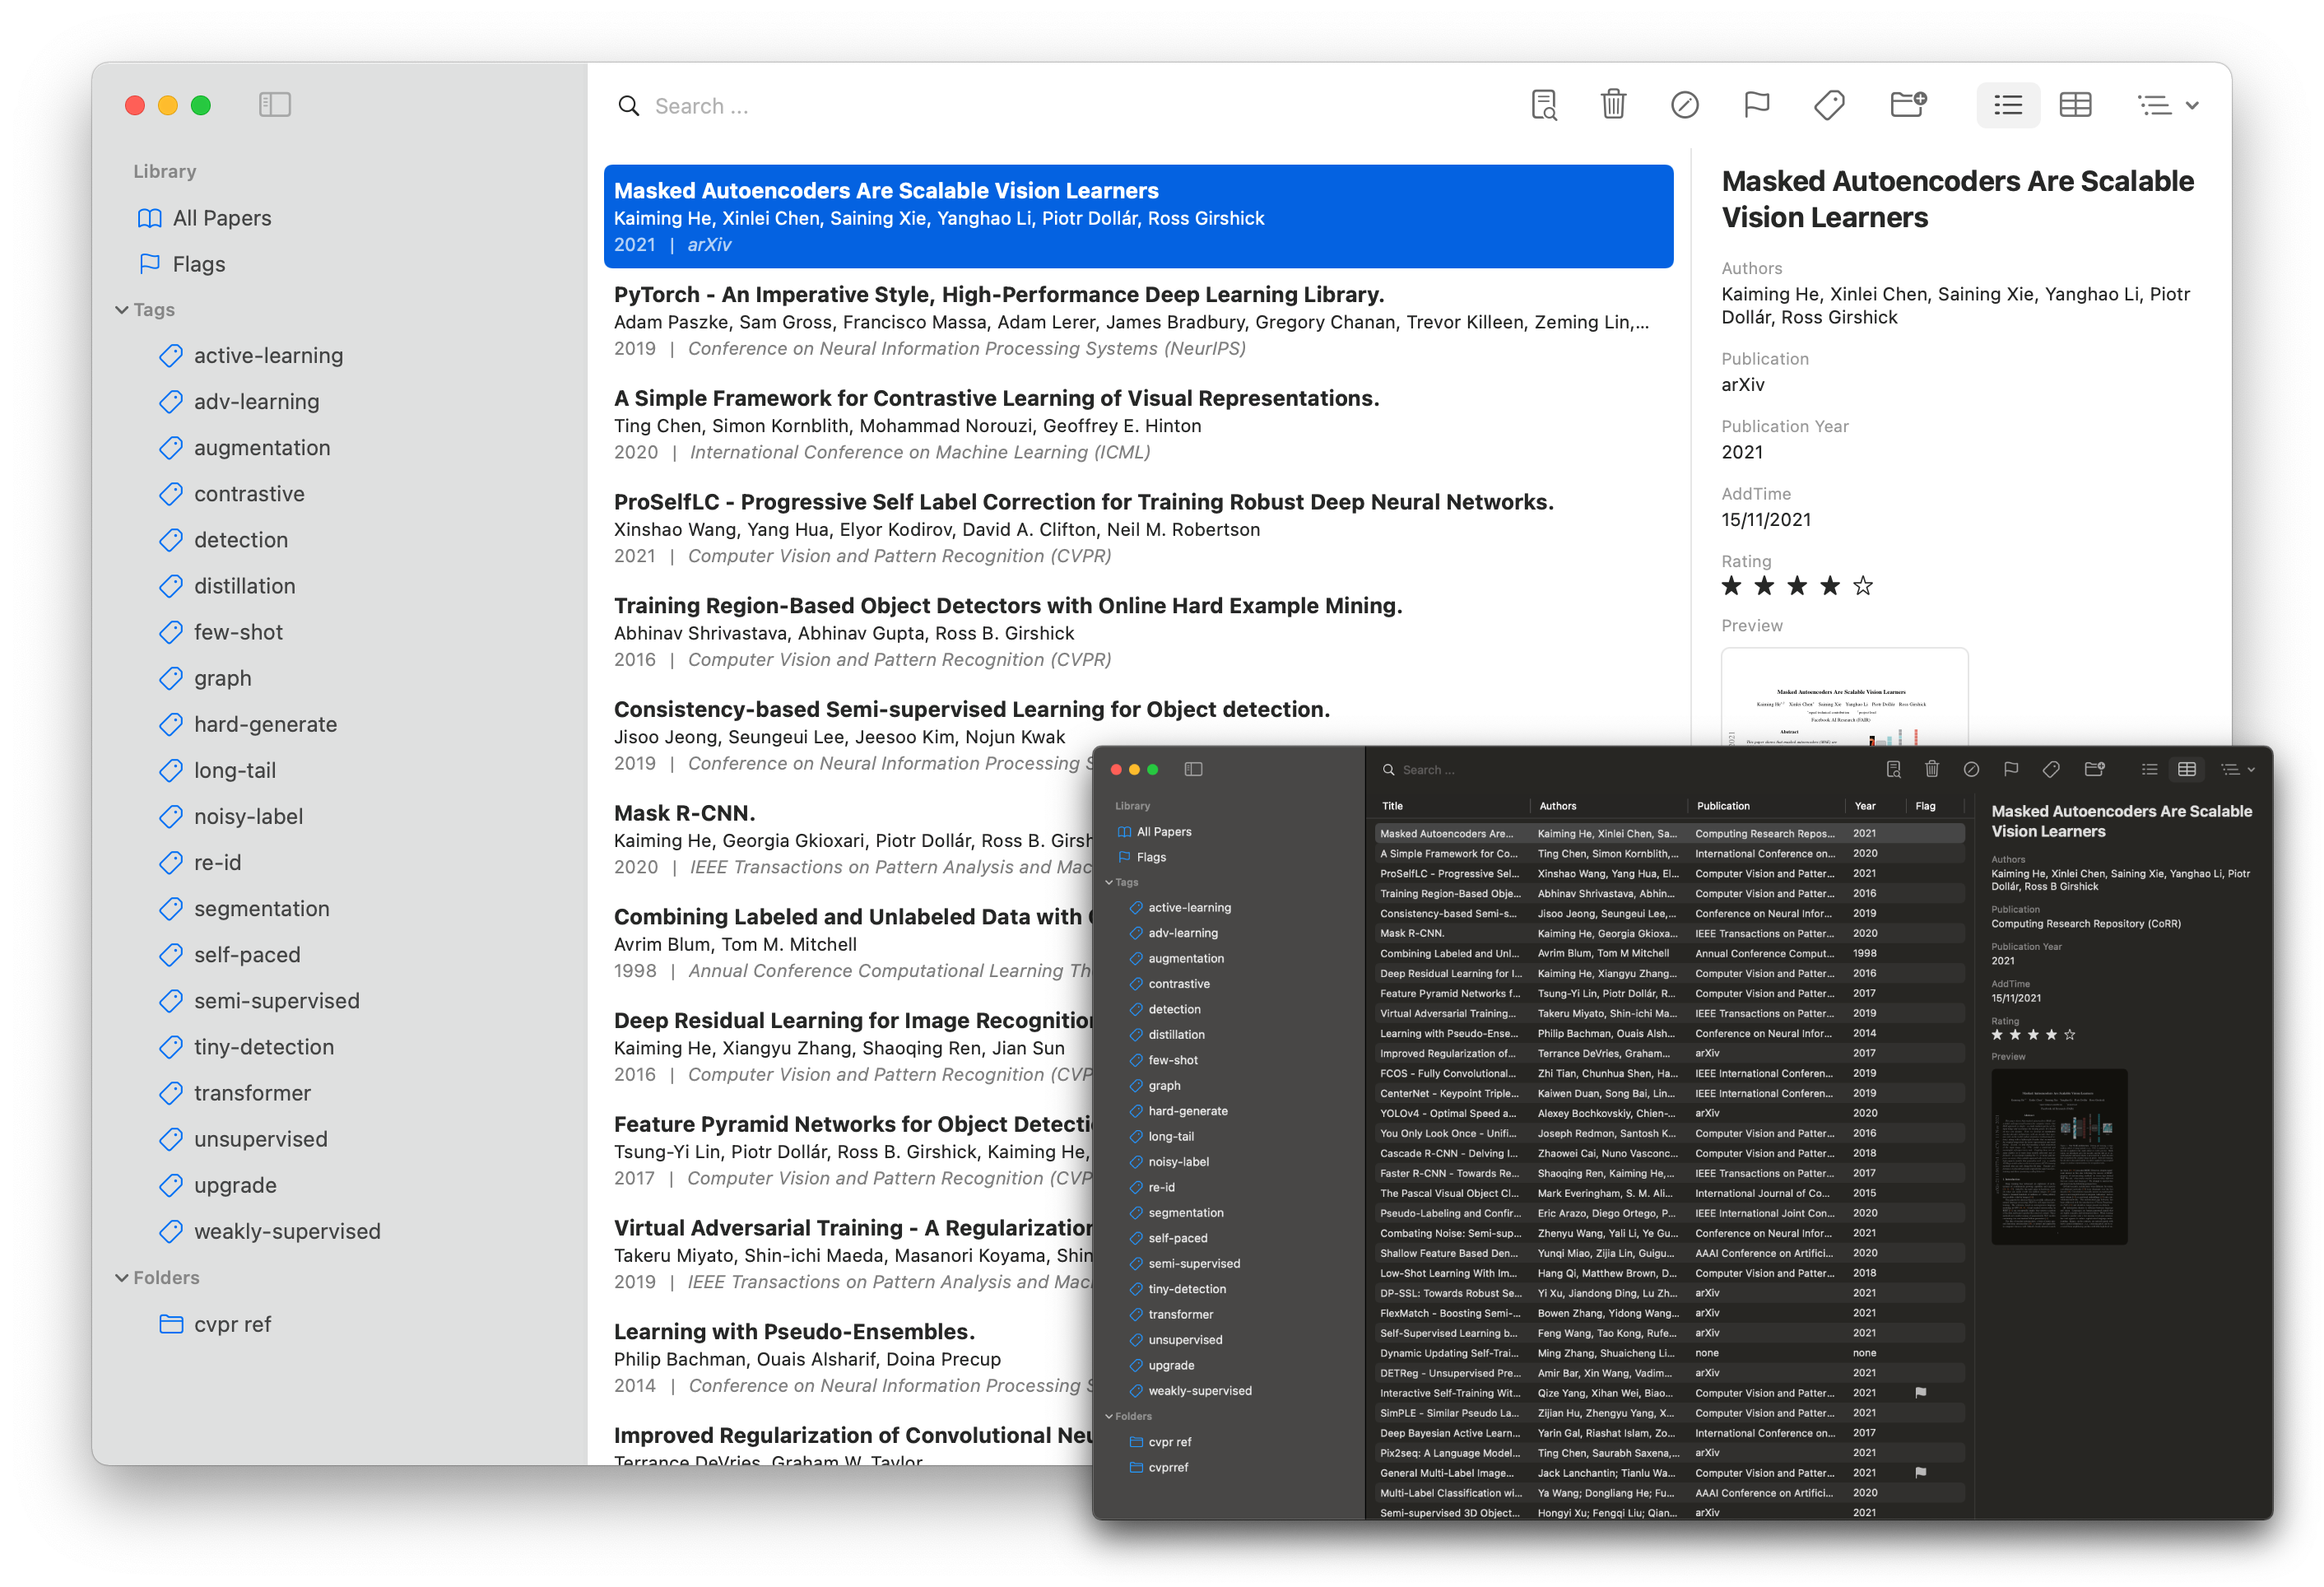 Search ...
Library
All Papers
Flags
Tags
active-learning
adv-learning
augmentation
contrastive
detection
distillation
few-shot
graph
hard-generate
long-tail
noisy-label
re-id
segmentation
self-paced
semi-supervised
tiny-detection
transformer
unsupervised
upgrade
weakly-supervised
Folders
cvpr ref
Masked Autoencoders Are Scalable Vision Learners
Kaiming He, Xinlei Chen, Saining Xie, Yanghao Li, Piotr Dollár, Ross Girshick
2021 | arXiv
PyTorch - An Imperative Style, High-Performance Deep Learning Library.
Adam Paszke, Sam Gross, Francisco Massa, Adam Lerer, James Bradbury, Gregory Chanan, Trevor Killeen, Zeming Lin,...
2019 | Conference on Neural Information Processing Systems (NeurIPS)
A Simple Framework for Contrastive Learning of Visual Representations.
Ting Chen, Simon Kornblith, Mohammad Norouzi, Geoffrey E. Hinton
2020 | International Conference on Machine Learning (ICML)
ProSelfLC - Progressive Self Label Correction for Training Robust Deep Neural Networks.
Xinshao Wang, Yang Hua, Elyor Kodirov, David A. Clifton, Neil M. Robertson
2021 | Computer Vision and Pattern Recognition (CVPR)
Training Region-Based Object Detectors with Online Hard Example Mining.
Abhinav Shrivastava, Abhinav Gupta, Ross B. Girshick
2016 | Computer Vision and Pattern Recognition (CVPR)
Consistency-based Semi-supervised Learning for Object detection.
Jisoo Jeong, Seungeui Lee, Jeesoo Kim, Nojun Kwak
2019 | Conference on Neural Information Processing S
Mask R-CNN.
Kaiming He, Georgia Gkioxari, Piotr Dollár, Ross B. Girsh
2020 | IEEE Transactions on Pattern Analysis and Mac
Combining Labeled and Unlabeled Data with
Avrim Blum, Tom M. Mitchell
1998 | Annual Conference Computational Learning Th
Deep Residual Learning for Image Recognition
Kaiming He, Xiangyu Zhang, Shaoqing Ren, Jian Sun
2016 | Computer Vision and Pattern Recognition (CVP
Feature Pyramid Networks for Object Detecti
Tsung-Yi Lin, Piotr Dollár, Ross B. Girshick, Kaiming He,
2017 | Computer Vision and Pattern Recognition (CVP
Virtual Adversarial Training - A Regularization
Takeru Miyato, Shin-ichi Maeda, Masanori Koyama, Shin
2019 | IEEE Transactions on Pattern Analysis and Mac
Learning with Pseudo-Ensembles.
Philip Bachman, Ouais Alsharif, Doina Precup
2014 | Conference on Neural Information Processing S
Improved Regularization of Convolutional Neu
Terrance DeVries, Graham W. Taylor
Masked Autoencoders Are Scalable
Vision Learners
Authors
Kaiming He, Xinlei Chen, Saining Xie, Yanghao Li, Piotr
Dollár, Ross Girshick
Publication
arXiv
Publication Year
2021
AddTime
15/11/2021
Rating
Preview
Masked Autoencoders Are Scalable Vision Learners
Kaiming He Xinlei Chen Saining Xie Yanghao Li Piotr Dollár Ross Girshick
Facebook AI Research (FAIR)
Abstract
Search ...
Library
All Papers
Flags
Tags
active-learning
adv-learning
augmentation
contrastive
detection
distillation
few-shot
graph
hard-generate
long-tail
noisy-label
re-id
segmentation
self-paced
semi-supervised
tiny-detection
transformer
unsupervised
upgrade
weakly-supervised
Folders
cvpr ref
cvprref
Title Authors Publication Year Flag
Masked Autoencoders Are... Kaiming He, Xinlei Chen, Sa... Computing Research Repos... 2021
A Simple Framework for Co... Ting Chen, Simon Kornblith,... International Conference on... 2020
ProSelfLC - Progressive Sel... Xinshao Wang, Yang Hua, El... Computer Vision and Patter... 2021
Training Region-Based Obje... Abhinav Shrivastava, Abhin... Computer Vision and Patter... 2016
Consistency-based Semi-s... Jisoo Jeong, Seungeui Lee,... Conference on Neural Infor... 2019
Mask R-CNN. Kaiming He, Georgia Gkioxa... IEEE Transactions on Patter... 2020
Combining Labeled and Unl... Avrim Blum, Tom M Mitchell Annual Conference Comput... 1998
Deep Residual Learning for I... Kaiming He, Xiangyu Zhang... Computer Vision and Patter... 2016
Feature Pyramid Networks f... Tsung-Yi Lin, Piotr Dollár, R... Computer Vision and Patter... 2017
Virtual Adversarial Training... Takeru Miyato, Shin-ichi Ma... IEEE Transactions on Patter... 2019
Learning with Pseudo-Ense... Philip Bachman, Ouais Alsh... Conference on Neural Infor... 2014
Improved Regularization of... Terrance DeVries, Graham... arXiv 2017
FCOS - Fully Convolutional... Zhi Tian, Chunhua Shen, Ha... IEEE International Conferen... 2019
CenterNet - Keypoint Triple... Kaiwen Duan, Song Bai, Lin... IEEE International Conferen... 2019
YOLOv4 - Optimal Speed a... Alexey Bochkovskiy, Chien-... arXiv 2020
You Only Look Once - Unifi... Joseph Redmon, Santosh K... Computer Vision and Patter... 2016
Cascade R-CNN - Delving I... Zhaowei Cai, Nuno Vasconc... Computer Vision and Patter... 2018
Faster R-CNN - Towards Re... Shaoqing Ren, Kaiming He,... IEEE Transactions on Patter... 2017
The Pascal Visual Object Cl... Mark Everingham, S. M. Ali... International Journal of Co... 2015
Pseudo-Labeling and Confir... Eric Arazo, Diego Ortego, P... IEEE International Joint Con... 2020
Combating Noise: Semi-sup... Zhenyu Wang, Yali Li, Ye Gu... Conference on Neural Infor... 2021
Shallow Feature Based Den... Yunqi Miao, Zijia Lin, Guigu... AAAI Conference on Artifici... 2020
Low-Shot Learning With Im... Hang Qi, Matthew Brown, D... Computer Vision and Patter... 2018
DP-SSL: Towards Robust Se... Yi Xu, Jiandong Ding, Lu Zh... arXiv 2021
FlexMatch - Boosting Semi-... Bowen Zhang, Yidong Wang... arXiv 2021
Self-Supervised Learning b... Feng Wang, Tao Kong, Rufe... arXiv 2021
Dynamic Updating Self-Trai... Ming Zhang, Shuaicheng Li... none none
DETReg - Unsupervised Pre... Amir Bar, Xin Wang, Vadim... arXiv 2021
Interactive Self-Training Wit... Qize Yang, Xihan Wei, Biao... Computer Vision and Patter... 2021
SimPLE - Similar Pseudo La... Zijian Hu, Zhengyu Yang, X... Computer Vision and Patter... 2021
Deep Bayesian Active Learn... Yarin Gal, Riashat Islam, Zo... International Conference on... 2017
Pix2seq: A Language Model... Ting Chen, Saurabh Saxena,... arXiv 2021
General Multi-Label Image... Jack Lanchantin; Tianlu Wa... Computer Vision and Patter... 2021
Multi-Label Classification wi... Ya Wang; Dongliang He; Fu... AAAI Conference on Artifici... 2020
Semi-supervised 3D Object... Hongyi Xu; Fengqi Liu; Qian... arXiv 2021
Masked Autoencoders Are Scalable
Vision Learners
Authors
Kaiming He, Xinlei Chen, Saining Xie, Yanghao Li, Piotr
Dollár, Ross B Girshick
Publication
Computing Research Repository (CoRR)
Publication Year
2021
AddTime
15/11/2021
Rating
Preview